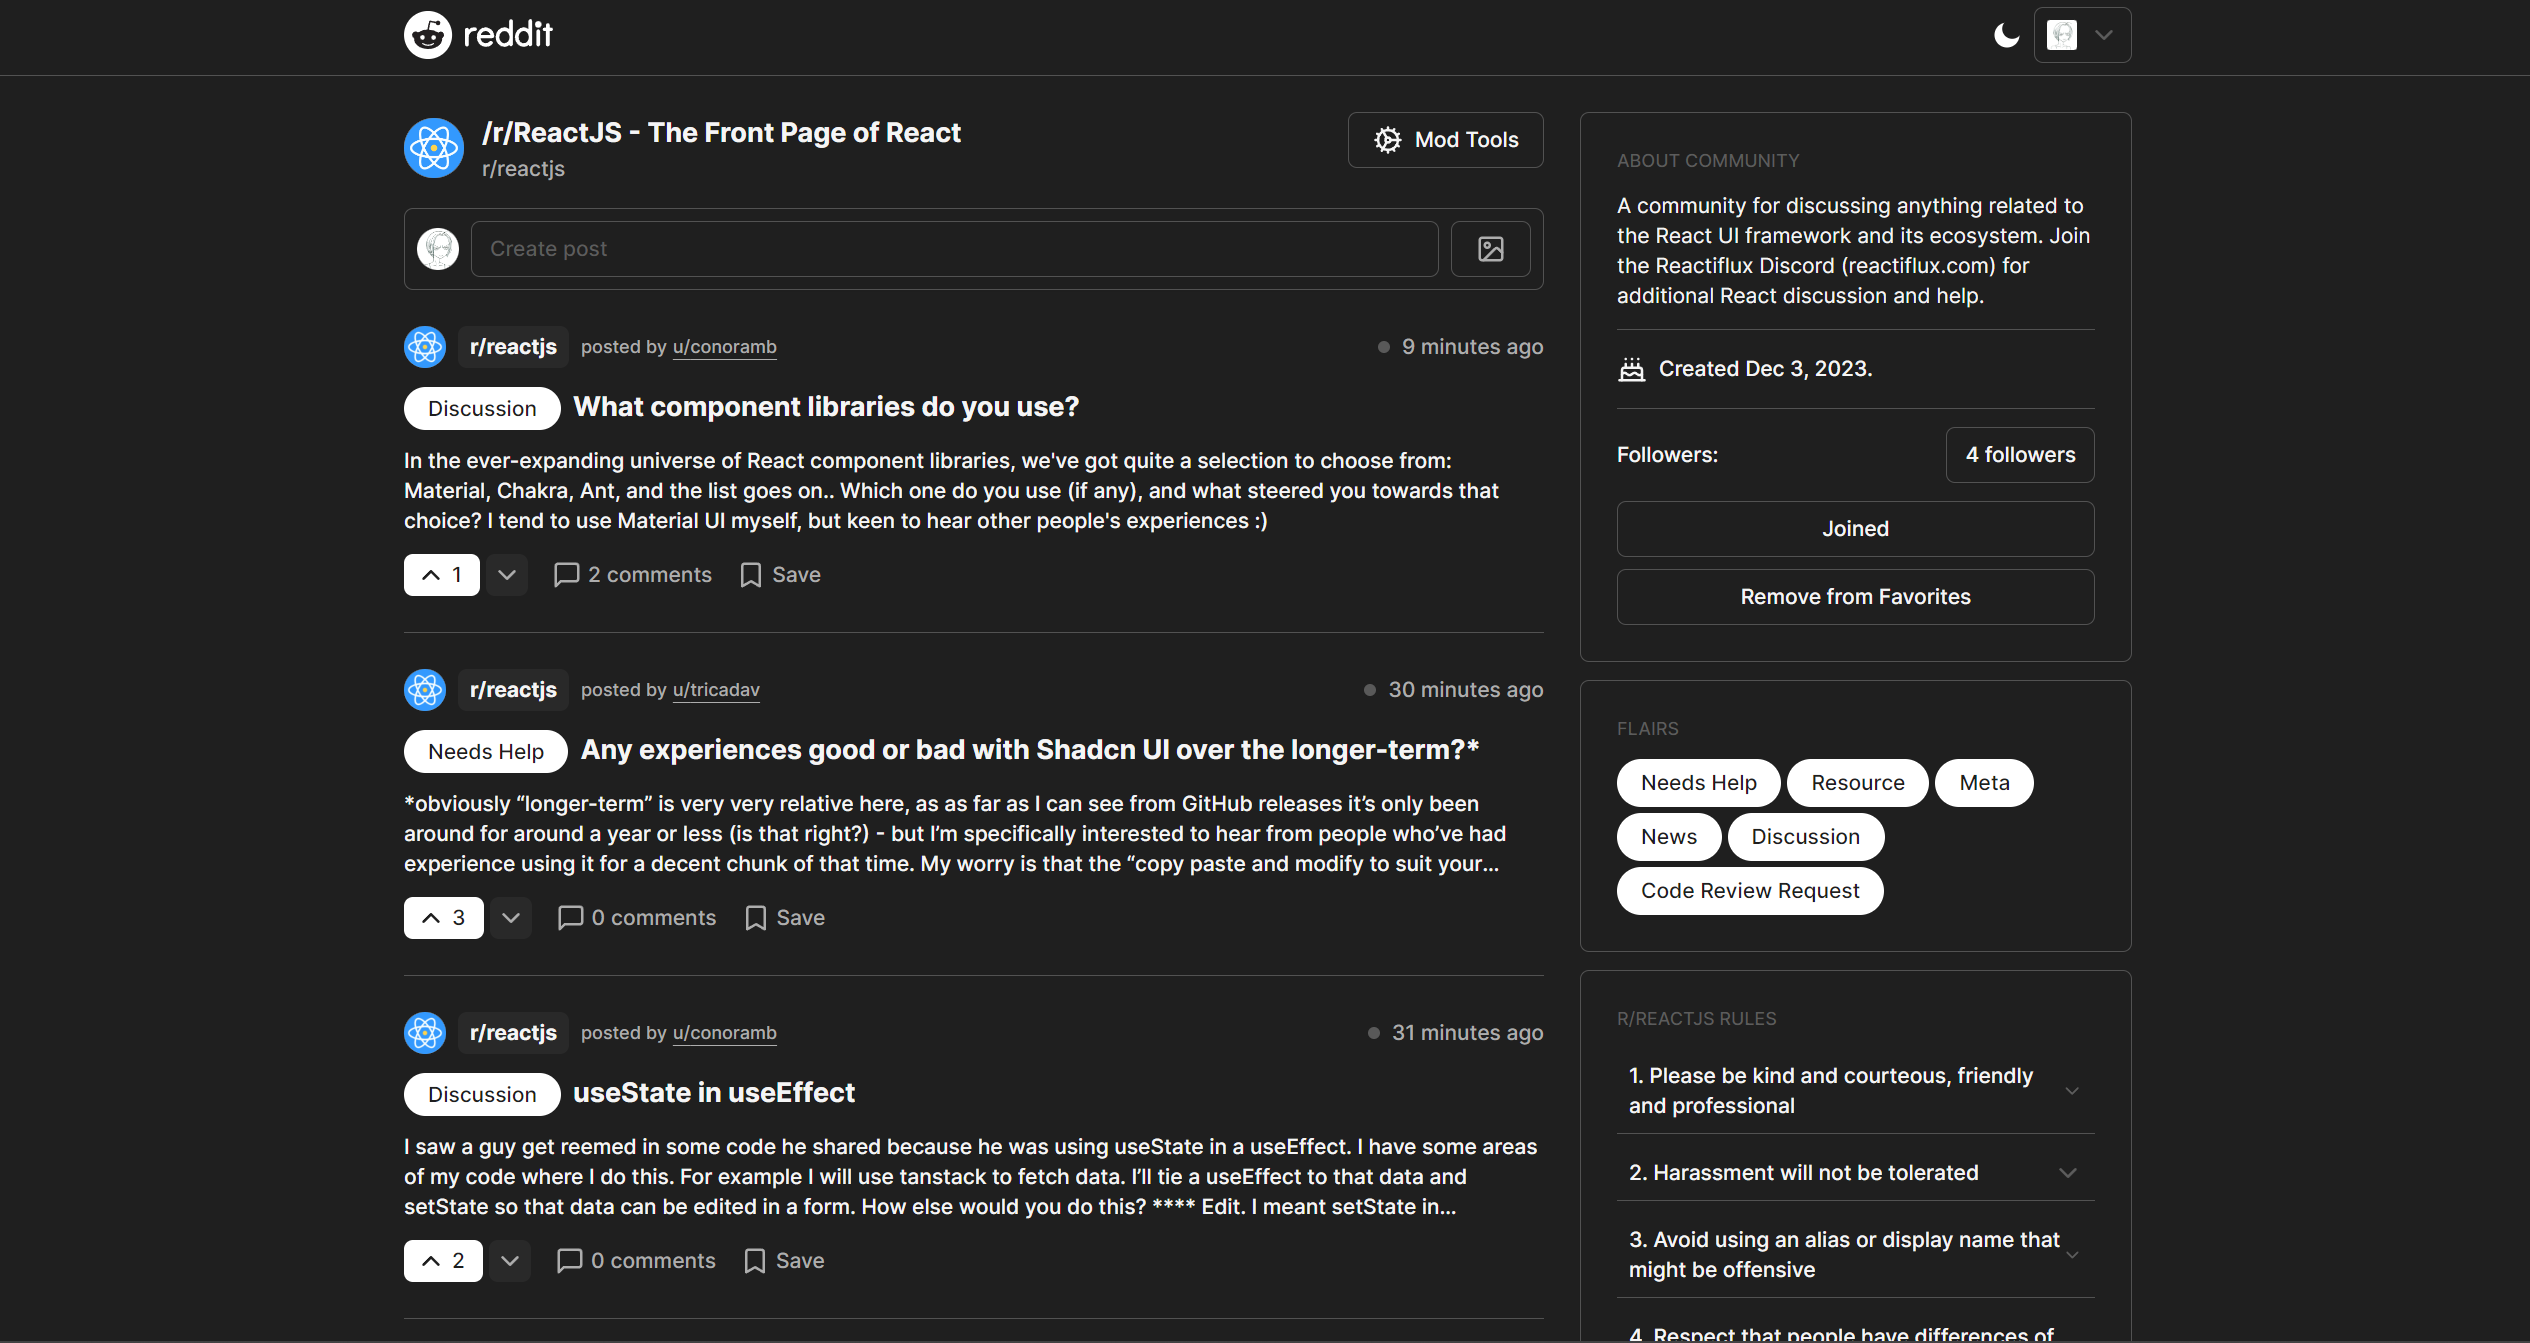 reddit
/r/ReactJS - The Front Page of React
r/reactjs
Mod Tools
Create post
r/reactjs posted by u/conoramb 9 minutes ago
Discussion What component libraries do you use?
In the ever-expanding universe of React component libraries, we've got quite a selection to choose from:
Material, Chakra, Ant, and the list goes on.. Which one do you use (if any), and what steered you towards that
choice? I tend to use Material UI myself, but keen to hear other people's experiences :)
1 2 comments Save
r/reactjs posted by u/tricadav 30 minutes ago
Needs Help Any experiences good or bad with Shadcn UI over the longer-term?*
*obviously “longer-term” is very very relative here, as as far as I can see from GitHub releases it’s only been
around for around a year or less (is that right?) - but I’m specifically interested to hear from people who’ve had
experience using it for a decent chunk of that time. My worry is that the “copy paste and modify to suit your...
3 0 comments Save
r/reactjs posted by u/conoramb 31 minutes ago
Discussion useState in useEffect
I saw a guy get reemed in some code he shared because he was using useState in a useEffect. I have some areas
of my code where I do this. For example I will use tanstack to fetch data. I’ll tie a useEffect to that data and
setState so that data can be edited in a form. How else would you do this? **** Edit. I meant setState in...
2 0 comments Save
ABOUT COMMUNITY
A community for discussing anything related to
the React UI framework and its ecosystem. Join
the Reactiflux Discord (reactiflux.com) for
additional React discussion and help.
Created Dec 3, 2023.
Followers: 4 followers
Joined
Remove from Favorites
FLAIRS
Needs Help Resource Meta
News Discussion
Code Review Request
R/REACTJS RULES
1. Please be kind and courteous, friendly
and professional
2. Harassment will not be tolerated
3. Avoid using an alias or display name that
might be offensive
4. Respect that people have differences of